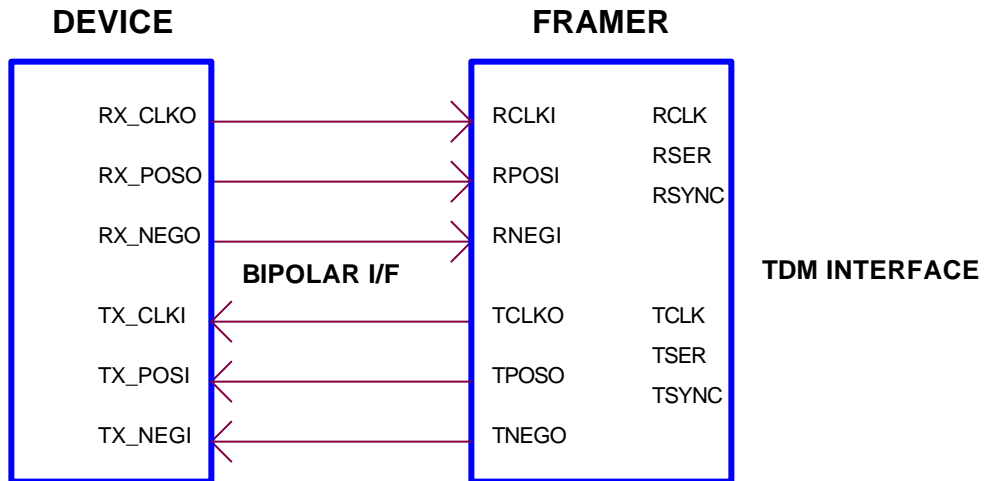 DEVICE FRAMER
RX_CLKO RCLKI RCLK
RX_POSO RPOSI RSER
RSYNC
RX_NEGO RNEGI
BIPOLAR I/F TDM INTERFACE
TX_CLKI TCLKO TCLK
TX_POSI TPOSO TSER
TSYNC
TX_NEGI TNEGO